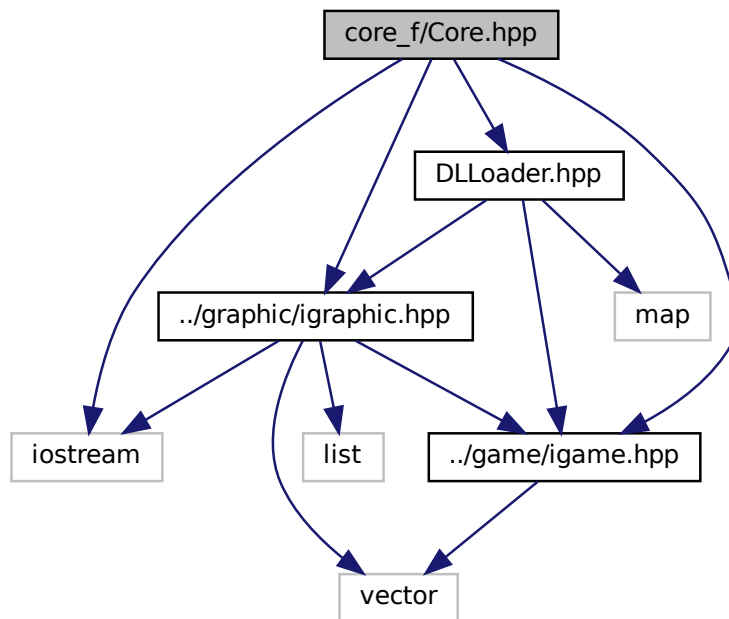 core_f/Core.hpp
DLLoader.hpp
../graphic/igraphic.hpp
map
iostream
list
../game/igame.hpp
vector